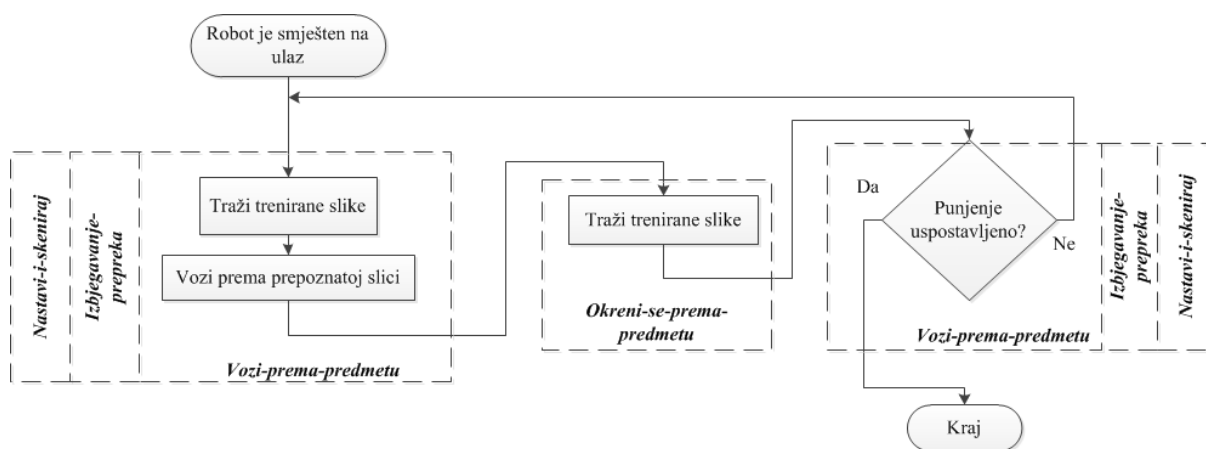 Robot je smješten na
ulaz
Nastavi-i-skeniraj
Izbjegavanje-
prepreka
Traži trenirane slike
Vozi prema prepoznatoj slici
Vozi-prema-predmetu
Traži trenirane slike
Okreni-se-prema-
predmetu
Da
Punjenje
uspostavljeno?
Ne
Vozi-prema-predmetu
Izbjegavanje-
prepreka
Nastavi-i-skeniraj
Kraj